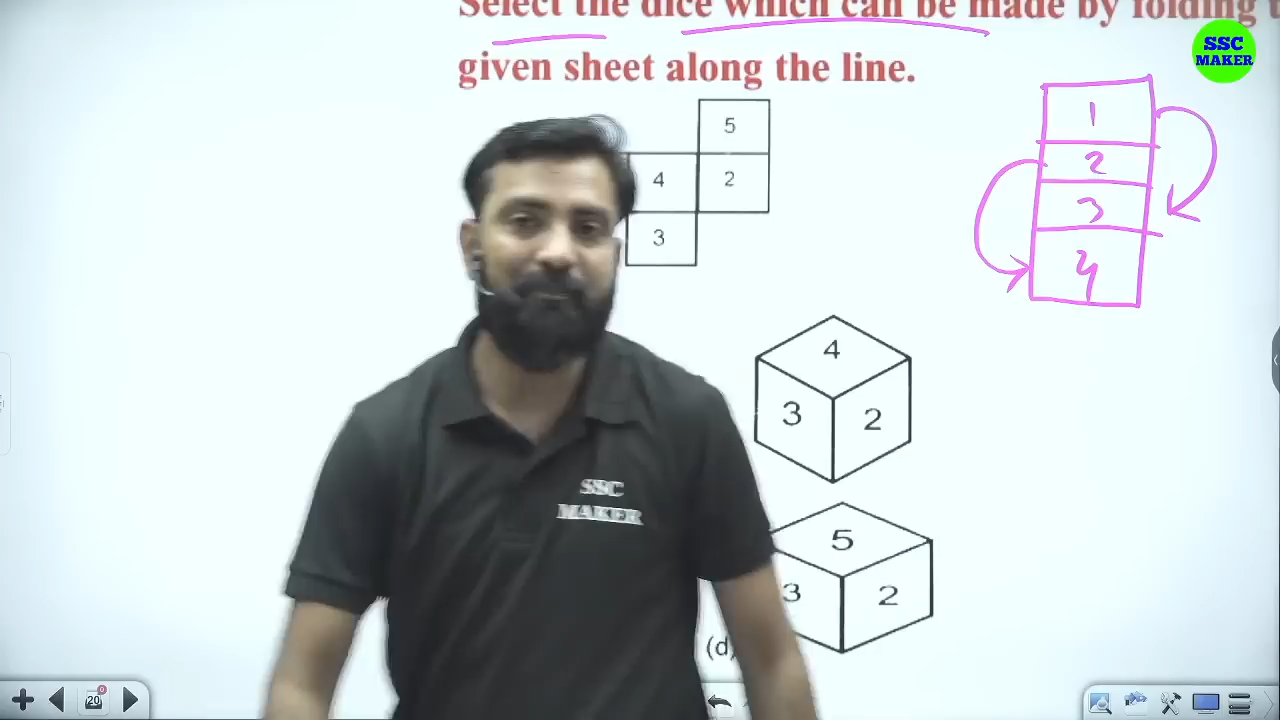 Select the dice which can be made by folding t
given sheet along the line.
SSC
MAKER
5
4 2
3
1
2
3
4
4
3 2
SSC
MAKER
5
3 2
(d)
20